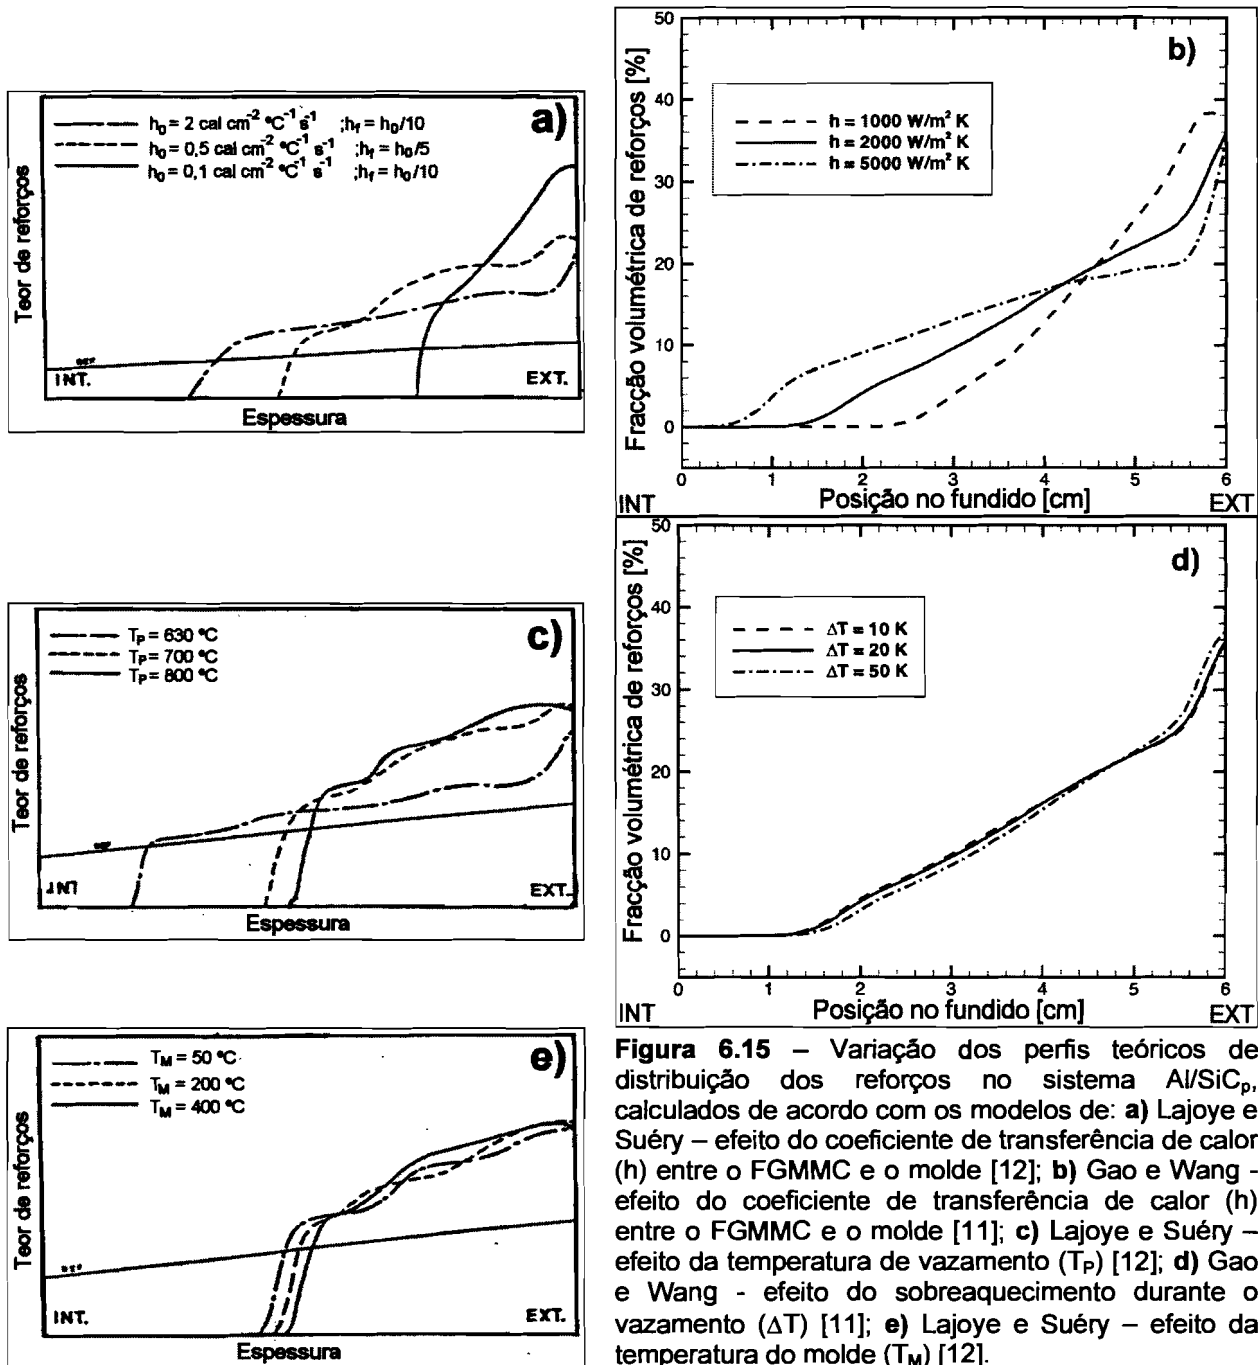 a)
h₀ = 2 cal cm⁻² °C⁻¹ s⁻¹ ;h_f = h₀/10
h₀ = 0,5 cal cm⁻² °C⁻¹ s⁻¹ ;h_f = h₀/5
h₀ = 0,1 cal cm⁻² °C⁻¹ s⁻¹ ;h_f = h₀/10
Teor de reforços
INT.
EXT.
Espessura
b)
h = 1000 W/m² K
h = 2000 W/m² K
h = 5000 W/m² K
Fracção volumétrica de reforços [%]
50
40
30
20
10
0
0 1 2 3 4 5 6
INT Posição no fundido [cm] EXT
c)
T_P = 630 °C
T_P = 700 °C
T_P = 800 °C
Teor de reforços
INT
EXT.
Espessura
d)
ΔT = 10 K
ΔT = 20 K
ΔT = 50 K
Fracção volumétrica de reforços [%]
50
40
30
20
10
0
0 1 2 3 4 5 6
INT Posição no fundido [cm] EXT
e)
T_M = 50 °C
T_M = 200 °C
T_M = 400 °C
Teor de reforços
INT.
EXT.
Espessura
Figura 6.15 – Variação dos perfis teóricos de
distribuição dos reforços no sistema Al/SiCₚ,
calculados de acordo com os modelos de: a) Lajoye e
Suéry – efeito do coeficiente de transferência de calor
(h) entre o FGMMC e o molde [12]; b) Gao e Wang -
efeito do coeficiente de transferência de calor (h)
entre o FGMMC e o molde [11]; c) Lajoye e Suéry –
efeito da temperatura de vazamento (T_P) [12]; d) Gao
e Wang - efeito do sobreaquecimento durante o
vazamento (ΔT) [11]; e) Lajoye e Suéry – efeito da
temperatura do molde (T_M) [12].